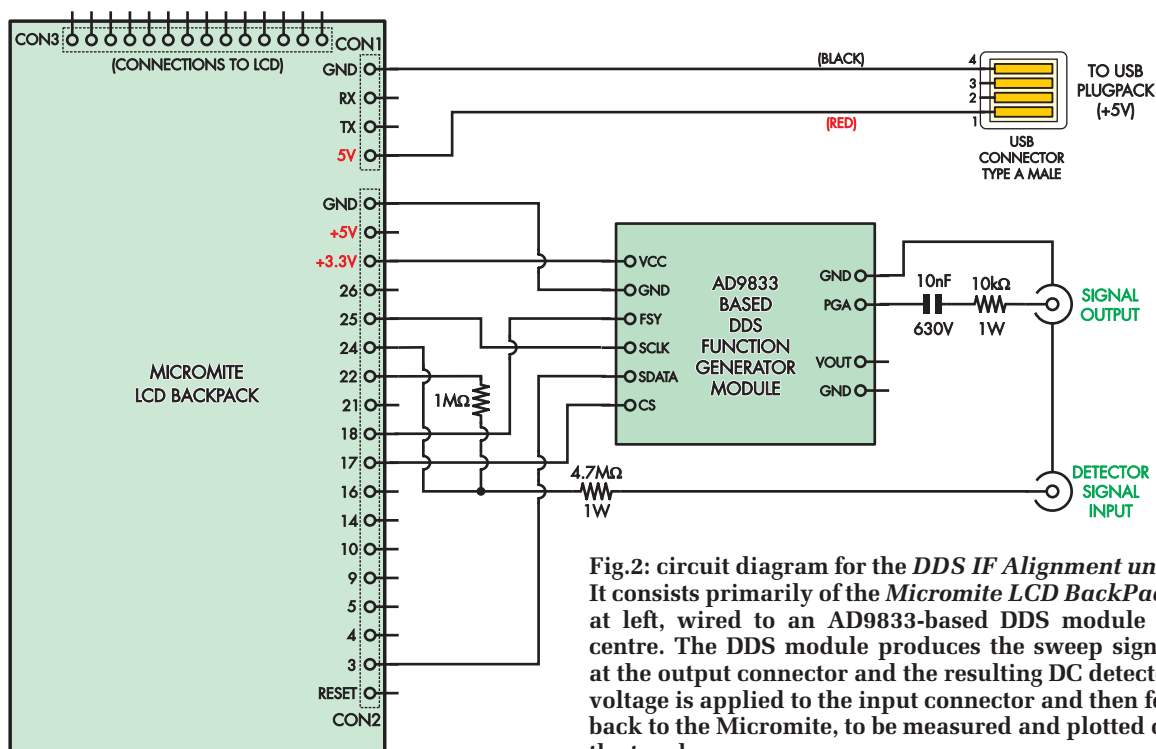 CON3
CON1
(CONNECTIONS TO LCD)
GND
RX
TX
5V
(BLACK)
(RED)
4
3
2
1
TO USB
PLUGPACK
(+5V)
USB
CONNECTOR
TYPE A MALE
GND
+5V
+3.3V
26
25
24
22
21
18
17
16
14
10
9
5
4
3
RESET
CON2
MICROMITE
LCD BACKPACK
1MΩ
VCC
GND
FSY
SCLK
SDATA
CS
AD9833
BASED
DDS
FUNCTION
GENERATOR
MODULE
GND
PGA
VOUT
GND
10nF
630V
10kΩ
1W
SIGNAL
OUTPUT
4.7MΩ
1W
DETECTOR
SIGNAL
INPUT
Fig.2: circuit diagram for the DDS IF Alignment
It consists primarily of the Micromite LCD
at left, wired to an AD9833-based DDS module
centre. The DDS module produces the sweep
at the output connector and the resulting DC
voltage is applied to the input connector and then
back to the Micromite, to be measured and plotted